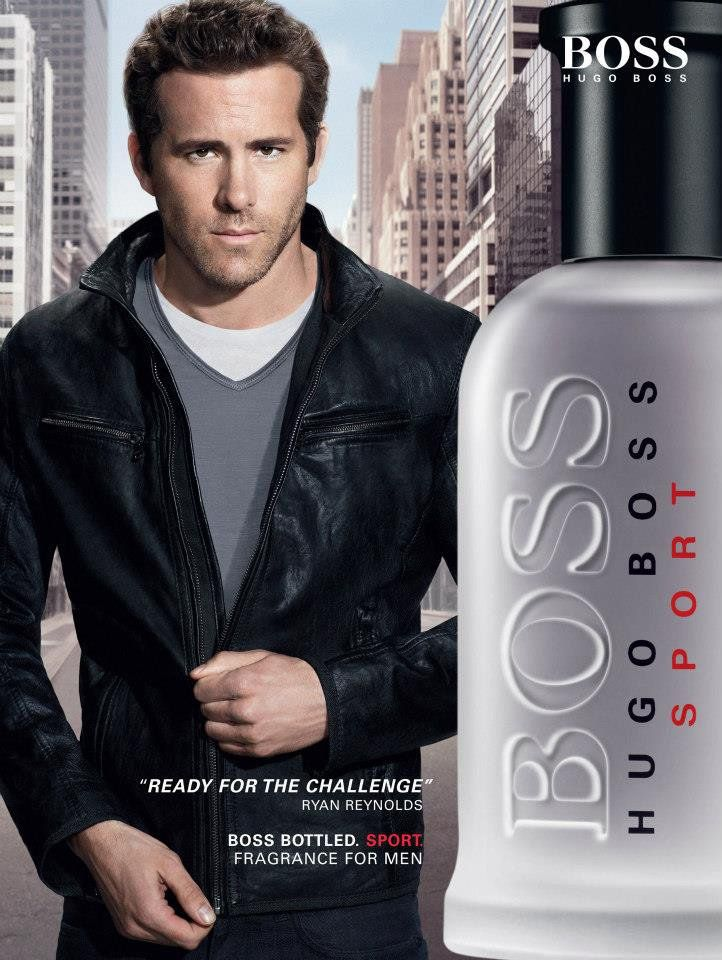 BOSS
HUGO BOSS
BOSS
HUGO BOSS
SPORT
"READY FOR THE CHALLENGE"
RYAN REYNOLDS
BOSS BOTTLED. SPORT.
FRAGRANCE FOR MEN